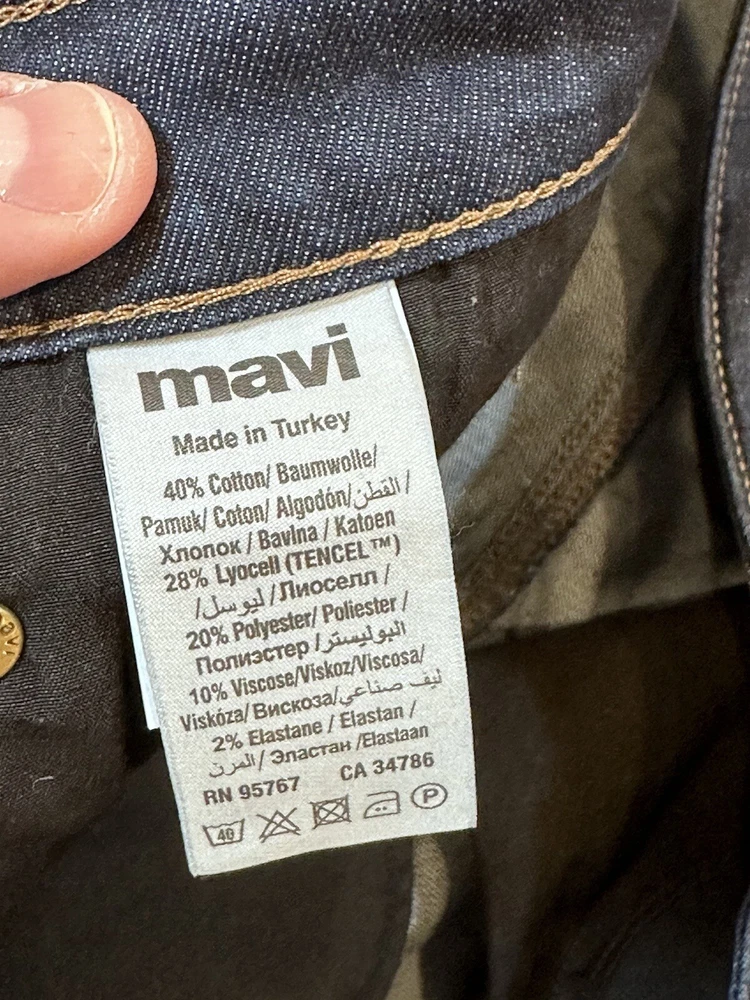 mavi
Made in Turkey
40% Cotton/ Baumwolle/
Pamuk/ Coton/ Algodón/القطن/
Хлопок / Bavlna / Katoen
28% Lyocell (TENCEL™)
/ليوسل/Лиоселл /
20% Polyester/ Poliester /
Полиэстер /البوليستر
10% Viscose/Viskoz/Viscosa/
Viskóza/ Вискоза/ليف صناعي
2% Elastane / Elastan /
المرن/ Эластан /Elastaan
RN 95767 CA 34786
40 P